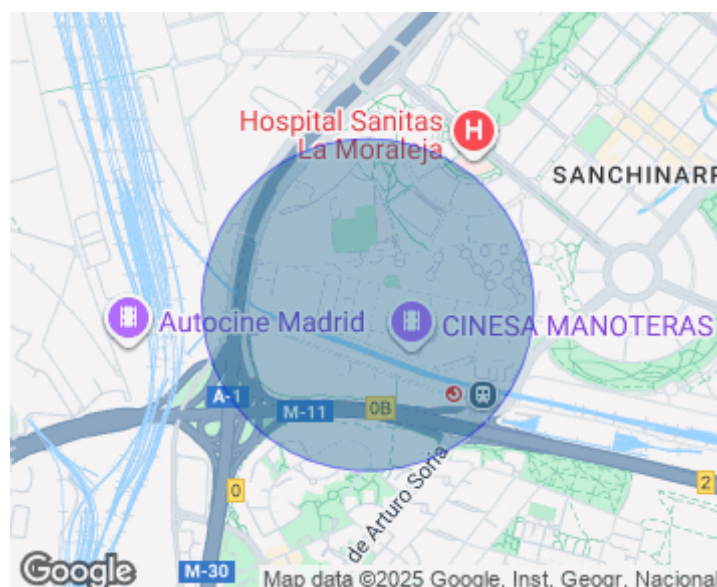 Hospital Sanitas
La Moraleja
H
SANCHINARR
Autocine Madrid
CINESA MANOTERAS
A-1
M-11
0B
de Arturo Soria
0
2
M-30
Google
Map data ©2025 Google, Inst. Geogr. Nacional